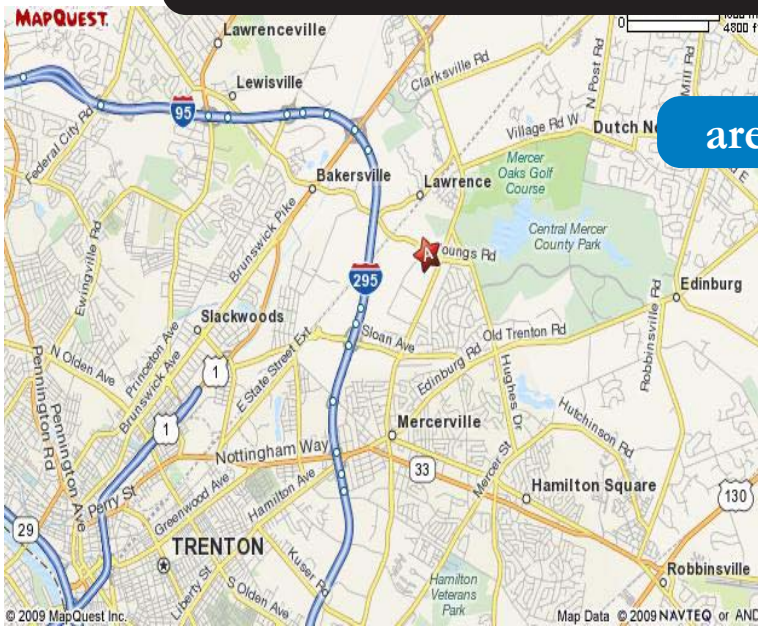 MAPQUEST.
Lawrenceville
0
4800 f
Lewisville
Clarksville Rd
N Post Rd
Mill Rd
95
Federal City Rd
Village Rd W
Dutch Ne
are
Bakersville
Lawrence
Mercer
Oaks Golf
Course
Brunswick Pike
Ewingville Rd
Central Mercer
County Park
A
oungs Rd
295
Edinburg
Slackwoods
Robbinsville Rd
Sloan Ave
Old Trenton Rd
N Olden Ave
Princeton Ave
Brunswick Ave
E State Street Ext
1
Edinburg Rd
Hughes Dr
Pennington Rd
Pennington Ave
1
Mercerville
Hutchinson Rd
Nottingham Way
33
Mercer St
Hamilton Square
130
Perry St
Greenwood Ave
Hamilton Ave
29
TRENTON
Kuser Rd
Robbinsville
Liberty St
S Olden Ave
Hamilton
Veterans
Park
© 2009 MapQuest Inc.
Map Data © 2009 NAVTEQ or AND